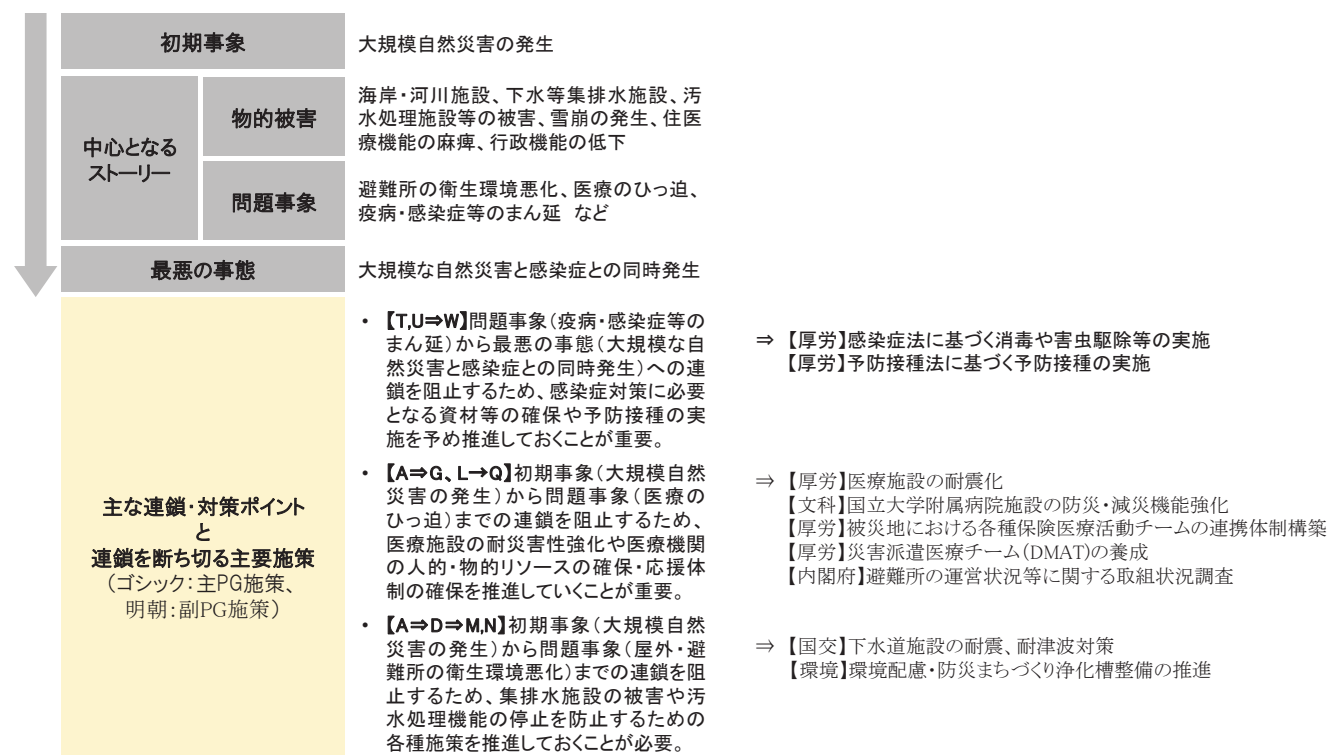 初期事象
大規模自然災害の発生
中心となる
ストーリー
物的被害
海岸・河川施設、下水等集排水施設、汚
水処理施設等の被害、雪崩の発生、住医
療機能の麻痺、行政機能の低下
問題事象
避難所の衛生環境悪化、医療のひっ迫、
疫病・感染症等のまん延 など
最悪の事態
大規模な自然災害と感染症との同時発生
主な連鎖・対策ポイント
と
連鎖を断ち切る主要施策
（ゴシック：主PG施策、
明朝：副PG施策）
・ 【T,U⇒W】問題事象（疫病・感染症等の
まん延）から最悪の事態（大規模な自
然災害と感染症との同時発生）への連
鎖を阻止するため、感染症対策に必要
となる資材等の確保や予防接種の実
施を予め推進しておくことが重要。
⇒ 【厚労】感染症法に基づく消毒や害虫駆除等の実施
【厚労】予防接種法に基づく予防接種の実施
・ 【A⇒G、L→Q】初期事象（大規模自然
災害の発生）から問題事象（医療の
ひっ迫）までの連鎖を阻止するため、
医療施設の耐災害性強化や医療機関
の人的・物的リソースの確保・応援体
制の確保を推進していくことが重要。
⇒ 【厚労】医療施設の耐震化
【文科】国立大学附属病院施設の防災・減災機能強化
【厚労】被災地における各種保険医療活動チームの連携体制構築
【厚労】災害派遣医療チーム(DMAT)の養成
【内閣府】避難所の運営状況等に関する取組状況調査
・ 【A⇒D⇒M,N】初期事象（大規模自然
災害の発生）から問題事象（屋外・避
難所の衛生環境悪化）までの連鎖を阻
止するため、集排水施設の被害や汚
水処理機能の停止を防止するための
各種施策を推進しておくことが必要。
⇒ 【国交】下水道施設の耐震、耐津波対策
【環境】環境配慮・防災まちづくり浄化槽整備の推進